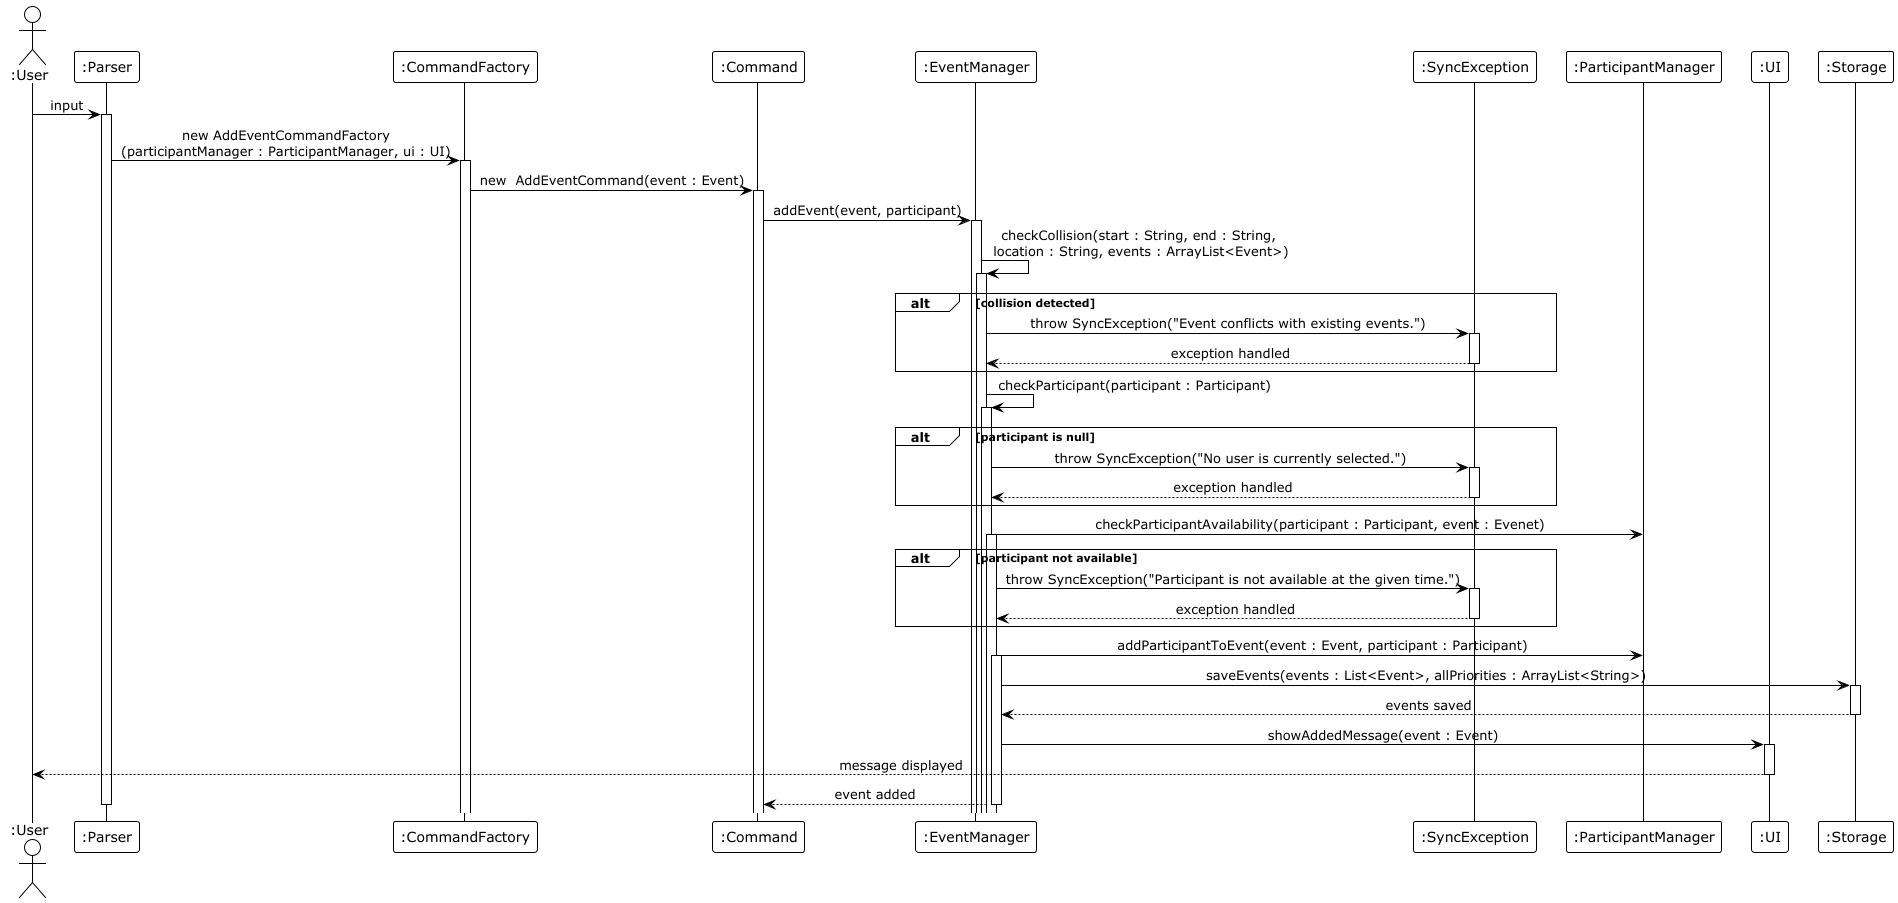 :User
:Parser
:CommandFactory
:Command
:EventManager
:SyncException
:ParticipantManager
:UI
:Storage
input
new AddEventCommandFactory
(participantManager : ParticipantManager, ui : UI)
new  AddEventCommand(event : Event)
addEvent(event, participant)
checkCollision(start : String, end : String,
location : String, events : ArrayList<Event>)
alt
[collision detected]
throw SyncException("Event conflicts with existing events.")
exception handled
checkParticipant(participant : Participant)
alt
[participant is null]
throw SyncException("No user is currently selected.")
exception handled
checkParticipantAvailability(participant : Participant, event : Evenet)
alt
[participant not available]
throw SyncException("Participant is not available at the given time.")
exception handled
addParticipantToEvent(event : Event, participant : Participant)
saveEvents(events : List<Event>, allPriorities : ArrayList<String>)
events saved
showAddedMessage(event : Event)
message displayed
event added
:User
:Parser
:CommandFactory
:Command
:EventManager
:SyncException
:ParticipantManager
:UI
:Storage